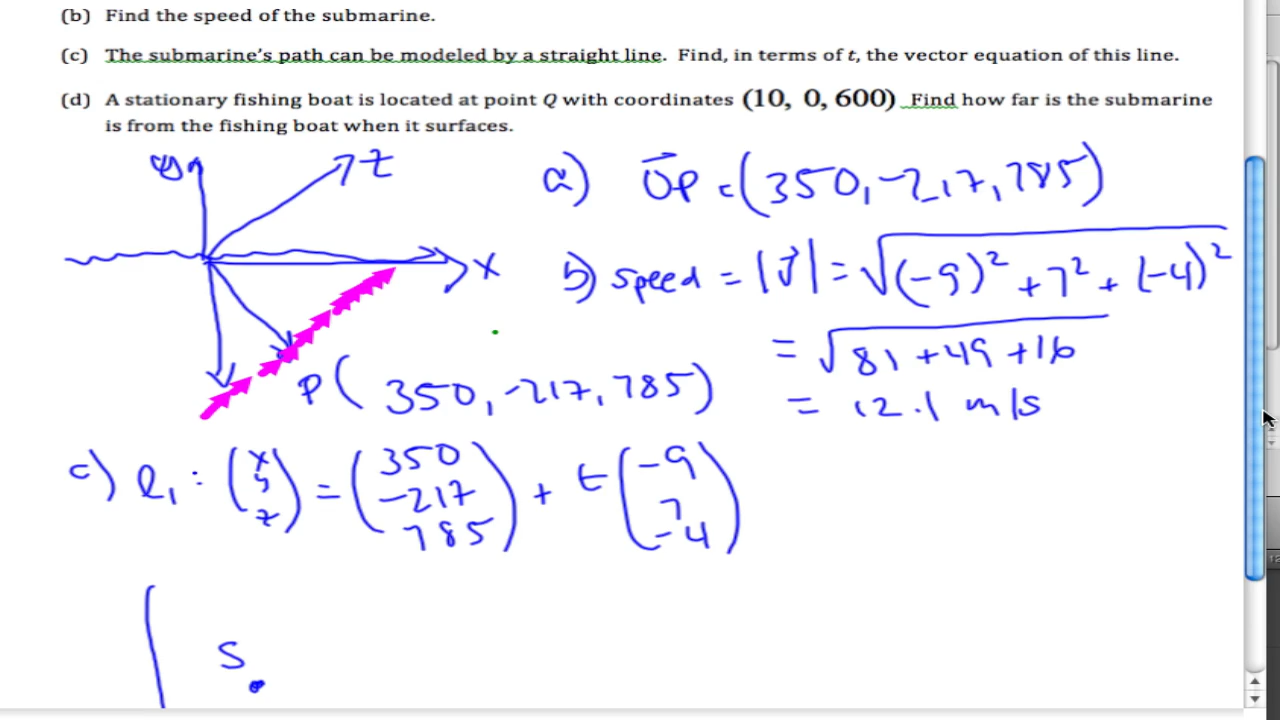 (b) Find the speed of the submarine.
(c) The submarine's path can be modeled by a straight line. Find, in terms of t, the vector equation of this line.
(d) A stationary fishing boat is located at point Q with coordinates (10, 0, 600) Find how far is the submarine
is from the fishing boat when it surfaces.
y
z
x
P( 350, -217, 785)
a) OP = (350, -217, 785)
b) speed = |v| = √(-9)² + 7² + (-4)²
= √81 + 49 + 16
= 12.1 m/s
c) l₁ : (x y z) = (350 -217 785) + t (-9 7 -4)
S